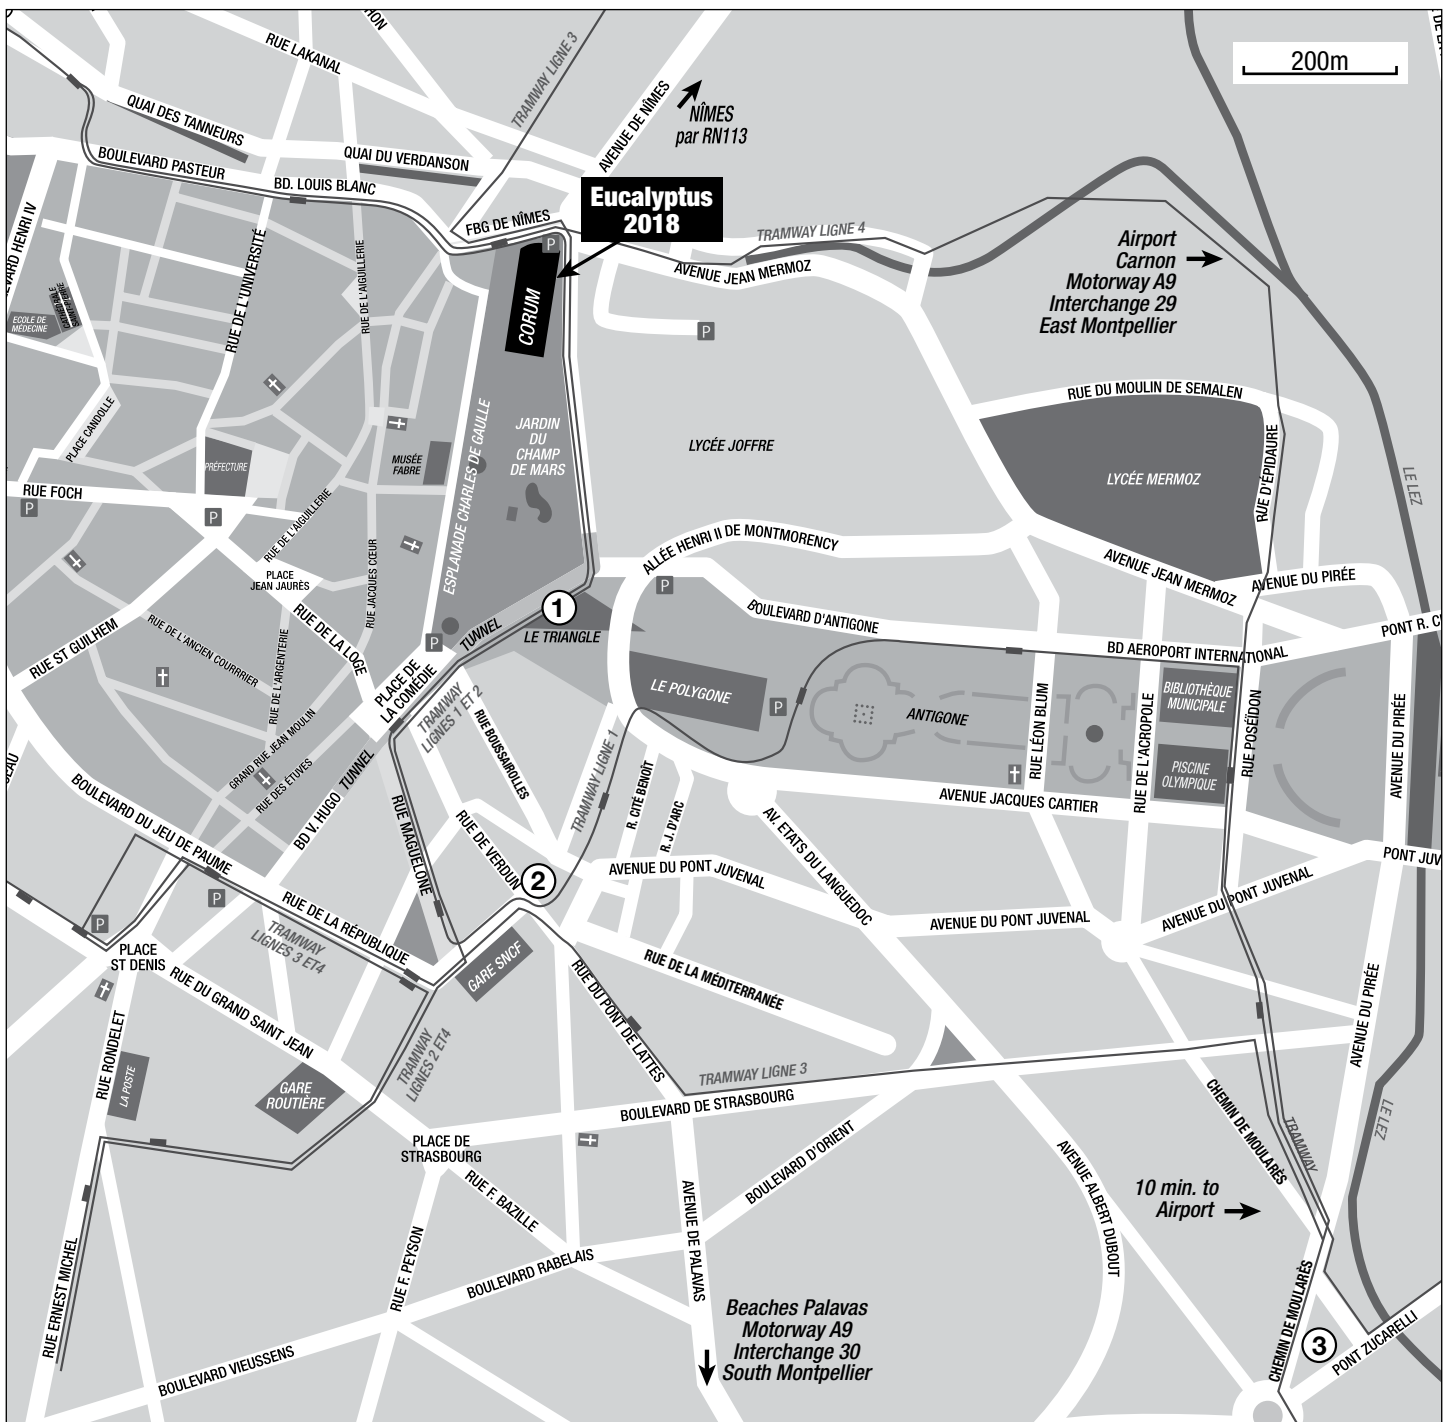 200m
RUE LAKANAL
TRAMWAY LIGNE 3
AVENUE DE NÎMES
NÎMES
par RN113
QUAI DES TANNEURS
BOULEVARD PASTEUR
QUAI DU VERDANSON
BD. LOUIS BLANC
Eucalyptus
2018
FBG DE NÎMES
P
TRAMWAY LIGNE 4
AVENUE JEAN MERMOZ
Airport
Carnon
Motorway A9
Interchange 29
East Montpellier
RUE DE L'UNIVERSITÉ
RUE DE L'AIGUILLERIE
ECOLE DE
MÉDECINE
CATHÉDRALE
SAINT-PIERRE
CORUM
P
RUE DU MOULIN DE SEMALEN
PLACE CANDOLLE
ESPLANADE CHARLES DE GAULLE
JARDIN
DU
CHAMP
DE MARS
LYCÉE JOFFRE
MUSÉE
FABRE
PRÉFECTURE
LYCÉE MERMOZ
RUE D'ÉPIDAURE
LE LEZ
RUE FOCH
P
P
RUE DE L'AIGUILLERIE
RUE JACQUES CŒUR
ALLÉE HENRI II DE MONTMORENCY
AVENUE JEAN MERMOZ
AVENUE DU PIRÉE
PLACE
JEAN JAURÈS
P
1
LE TRIANGLE
TUNNEL
P
BOULEVARD D'ANTIGONE
BD AEROPORT INTERNATIONAL
PONT R. C
RUE ST GUILHEM
RUE DE L'ANCIEN COURRRIER
RUE DE L'ARGENTERIE
RUE DE LA LOGE
PLACE DE
LA COMÉDIE
TRAMWAY
LIGNES 1 ET 2
RUE BOUSSAIROLLES
LE POLYGONE
P
ANTIGONE
RUE LÉON BLUM
RUE DE L'ACROPOLE
BIBLIOTHÈQUE
MUNICIPALE
PISCINE
OLYMPIQUE
RUE POSÉIDON
AVENUE DU PIRÉE
GRAND RUE JEAN MOULIN
RUE DES ÉTUVES
TUNNEL
BD V. HUGO
BOULEVARD DU JEU DE PAUME
RUE MAGUELONE
RUE DE VERDUN
TRAMWAY LIGNE 1
R. CITÉ BENOÎT
R. J. D'ARC
AVENUE JACQUES CARTIER
AV. ETATS DU LANGUEDOC
2
AVENUE DU PONT JUVENAL
AVENUE DU PONT JUVENAL
AVENUE DU PONT JUVENAL
PONT JUV
P
P
RUE DE LA RÉPUBLIQUE
TRAMWAY
LIGNES 3 ET4
PLACE
ST DENIS
GARE SNCF
RUE DE LA MÉDITERRANÉE
RUE DU PONT DE LATTES
RUE DU GRAND SAINT JEAN
TRAMWAY
LIGNES 2 ET4
RUE RONDELET
LA POSTE
GARE
ROUTIÈRE
TRAMWAY LIGNE 3
BOULEVARD DE STRASBOURG
AVENUE DU PIRÉE
CHEMIN DE MOULARÈS
TRAMWAY
LE LEZ
PLACE DE
STRASBOURG
RUE F. BAZILLE
BOULEVARD D'ORIENT
AVENUE ALBERT DUBOUT
10 min. to
Airport
AVENUE DE PALAVAS
RUE ERNEST MICHEL
RUE F. PEYSON
BOULEVARD RABELAIS
BOULEVARD VIEUSSENS
Beaches Palavas
Motorway A9
Interchange 30
South Montpellier
CHEMIN DE MOULARÈS
3
PONT ZUCARELLI